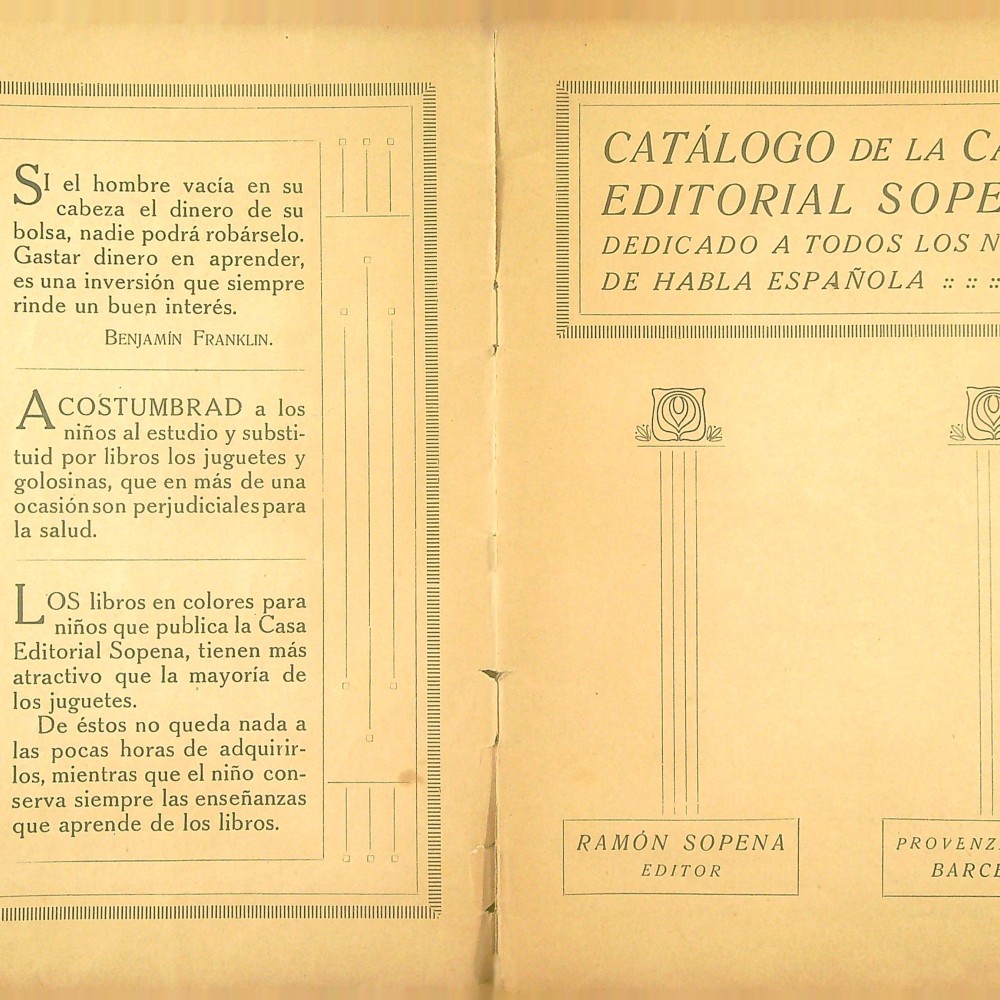 SI el hombre vacía en su
cabeza el dinero de su
bolsa, nadie podrá robárselo.
Gastar dinero en aprender,
es una inversión que siempre
rinde un buen interés.
BENJAMÍN FRANKLIN.
ACOSTUMBRAD a los
niños al estudio y substi-
tuid por libros los juguetes y
golosinas, que en más de una
ocasión son perjudiciales para
la salud.
LOS libros en colores para
niños que publica la Casa
Editorial Sopena, tienen más
atractivo que la mayoría de
los juguetes.
De éstos no queda nada a
las pocas horas de adquirir-
los, mientras que el niño con-
serva siempre las enseñanzas
que aprende de los libros.
CATÁLOGO DE LA CA
EDITORIAL SOPE
DEDICADO A TODOS LOS N
DE HABLA ESPAÑOLA :: :: ::
RAMÓN SOPENA
EDITOR
PROVENZ
BARCE